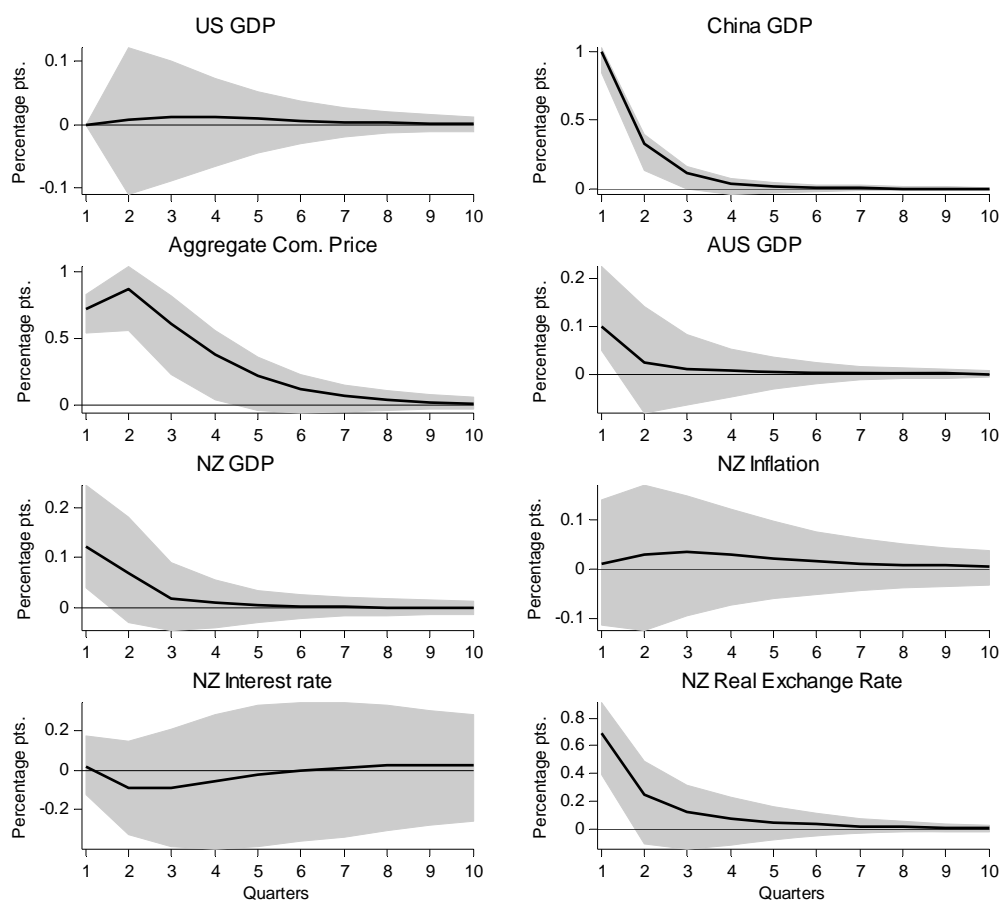 US GDP
Percentage pts.
0.1
0
-0.1
1 2 3 4 5 6 7 8 9 10
China GDP
Percentage pts.
1
0.5
0
1 2 3 4 5 6 7 8 9 10
Aggregate Com. Price
Percentage pts.
1
0.5
0
1 2 3 4 5 6 7 8 9 10
AUS GDP
Percentage pts.
0.2
0.1
0
1 2 3 4 5 6 7 8 9 10
NZ GDP
Percentage pts.
0.2
0.1
0
1 2 3 4 5 6 7 8 9 10
NZ Inflation
Percentage pts.
0.1
0
-0.1
1 2 3 4 5 6 7 8 9 10
NZ Interest rate
Percentage pts.
0.2
0
-0.2
1 2 3 4 5 6 7 8 9 10
Quarters
NZ Real Exchange Rate
Percentage pts.
0.8
0.6
0.4
0.2
0
1 2 3 4 5 6 7 8 9 10
Quarters